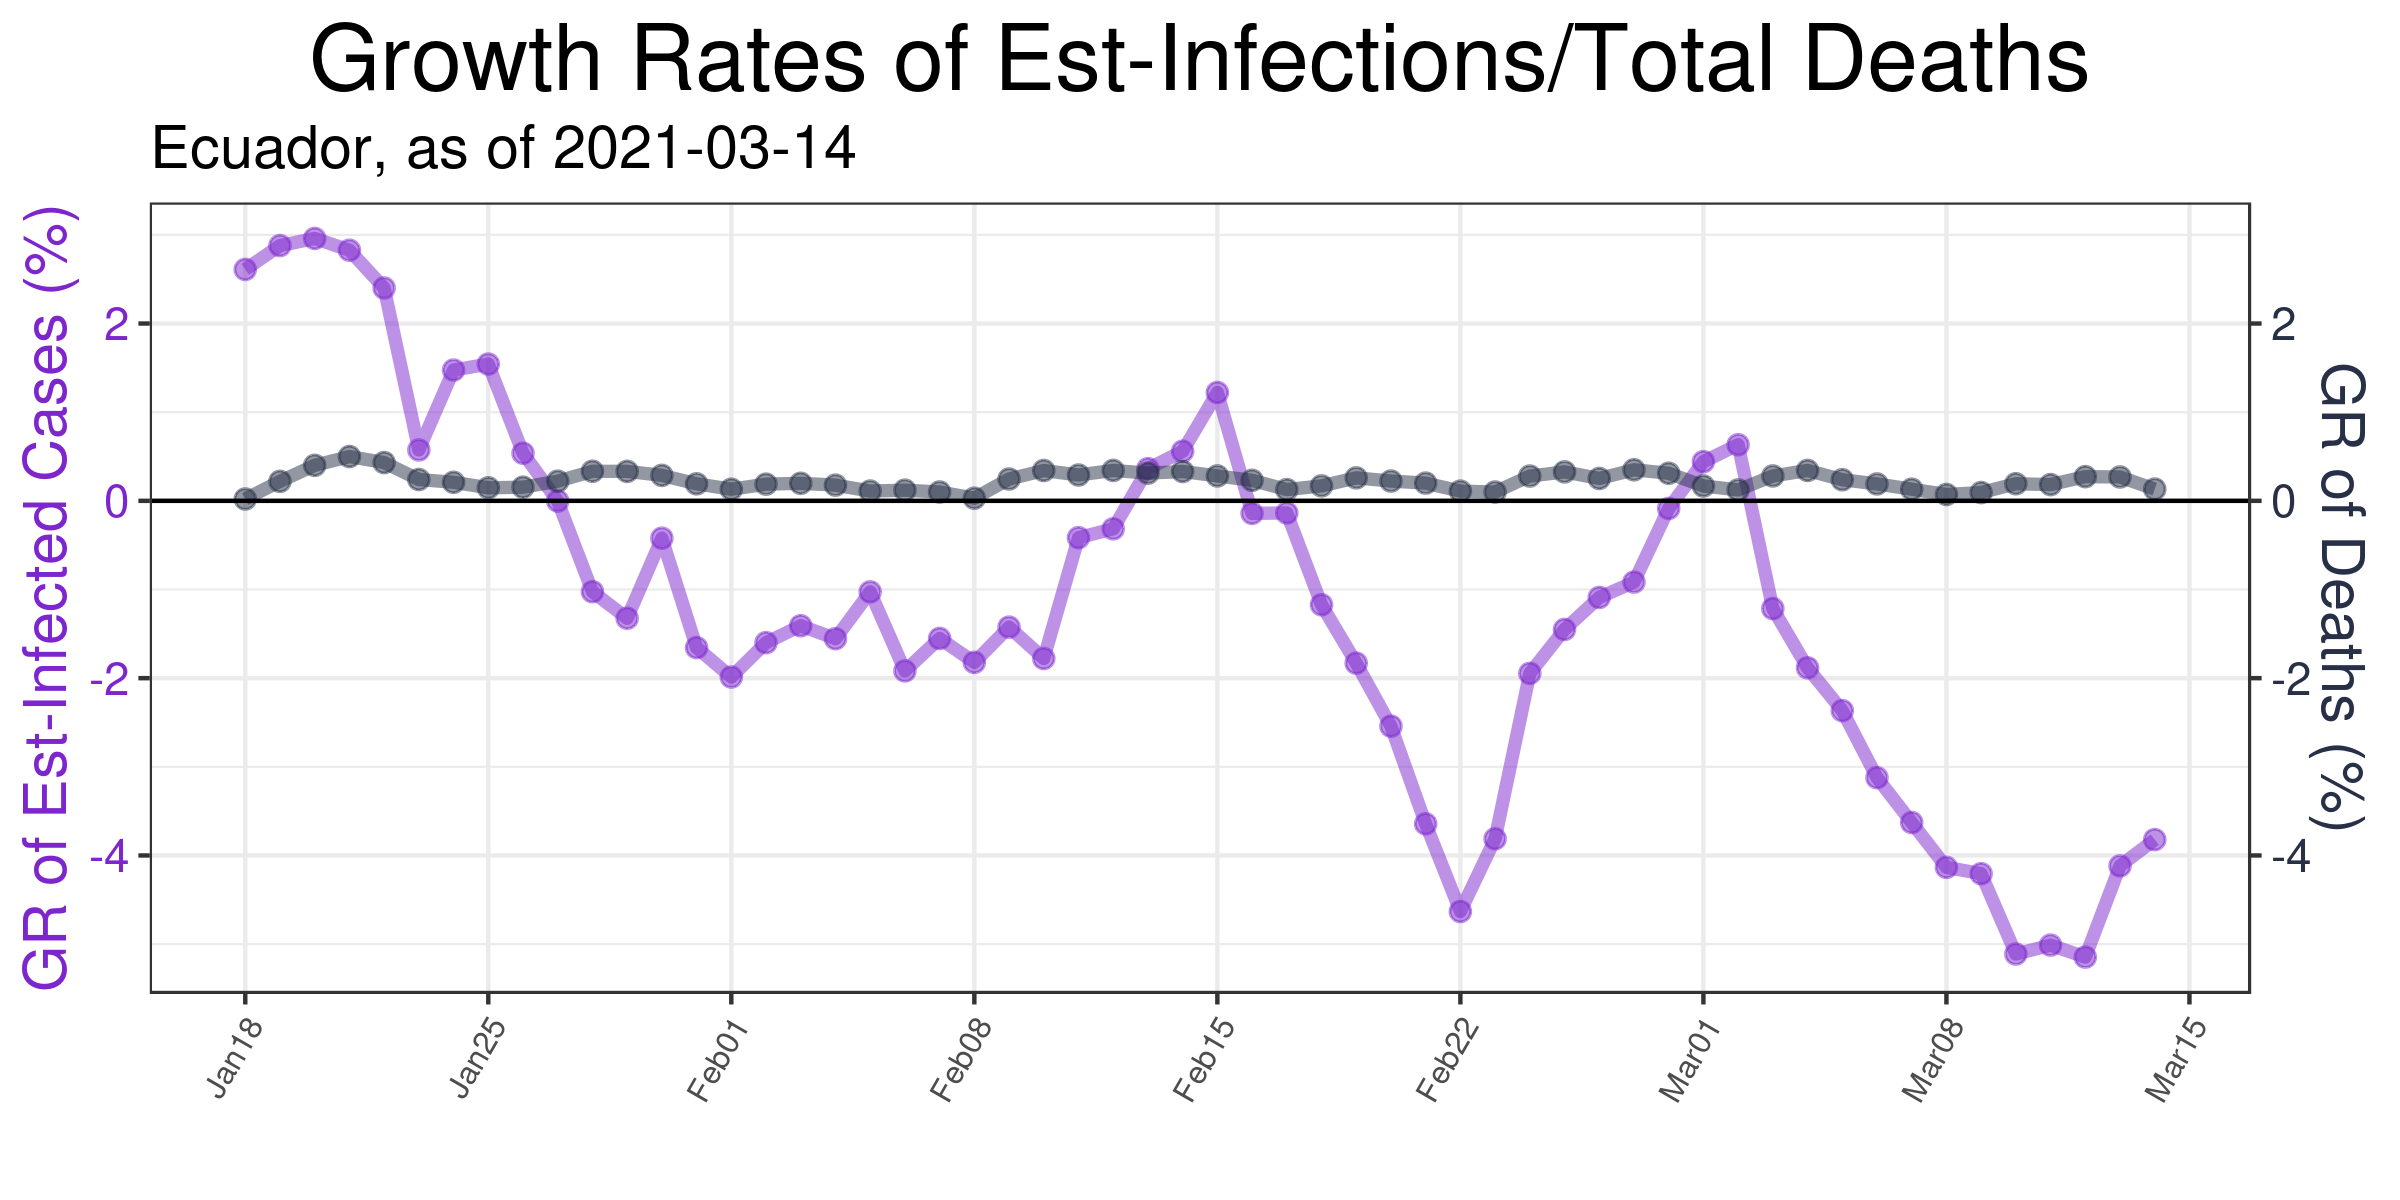 Growth Rates of Est-Infections/Total Deaths
Ecuador, as of 2021-03-14
GR of Est-Infected Cases (%)
2
0
-2
-4
2
0
-2
-4
GR of Deaths (%)
Jan18
Jan25
Feb01
Feb08
Feb15
Feb22
Mar01
Mar08
Mar15